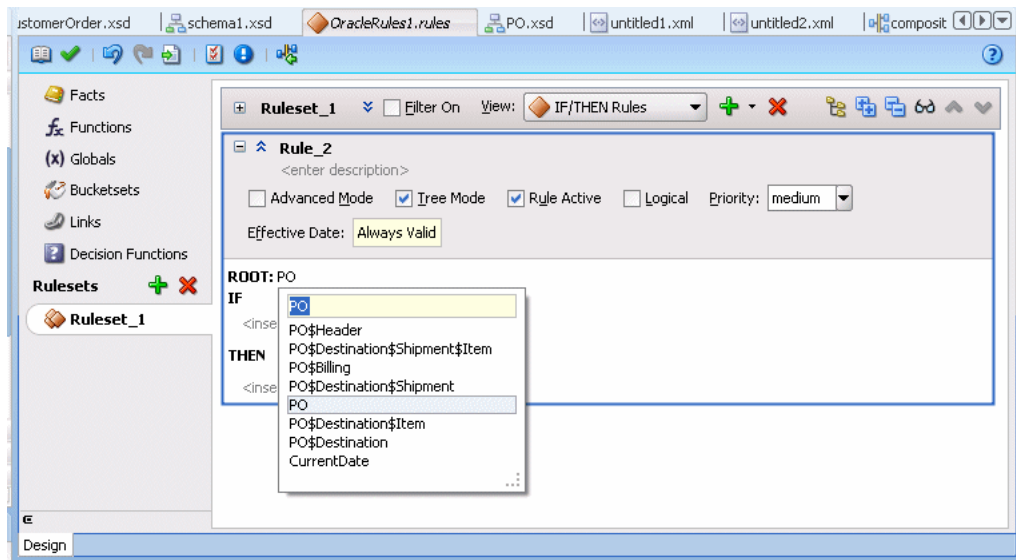 ustomerOrder.xsd schema1.xsd OracleRules1.rules PO.xsd untitled1.xml untitled2.xml composit
Facts
Functions
Globals
Bucketsets
Links
Decision Functions
Rulesets
Ruleset_1
Ruleset_1 Filter On View: IF/THEN Rules
Rule_2
<enter description>
Advanced Mode Tree Mode Rule Active Logical Priority: medium
Effective Date: Always Valid
ROOT: PO
IF
<inse
THEN
<inse
PO
PO$Header
PO$Destination$Shipment$Item
PO$Billing
PO$Destination$Shipment
PO
PO$Destination$Item
PO$Destination
CurrentDate
Design